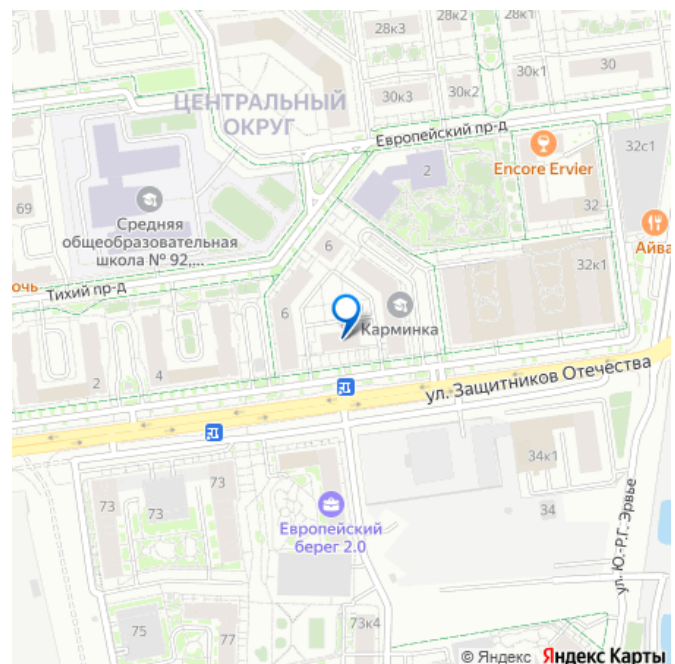 28к3
28к2
28к1
30к1
30
30к3
30к2
ЦЕНТРАЛЬНЫЙ
ОКРУГ
Европейский пр-д
Encore Ervier
32с1
2
69
Средняя
общеобразовательная
школа № 92,...
32
Айва
6
32к1
очь
Тихий пр-д
6
Карминка
2
4
ул. Защитников Отечества
34к1
73
73
73
34
Европейский
берег 2.0
ул. Ю.-Р.Г. Эрвье
75
77
73к4
© Яндекс Яндекс Карты